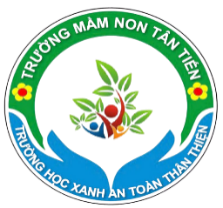 TRƯỜNG MẦM NON TÂN TIẾN
TRƯỜNG HỌC XANH AN TOÀN THÂN THIỆN